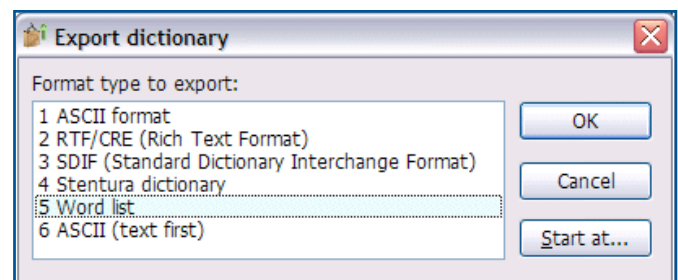 Export dictionary
Format type to export:
1 ASCII format
2 RTF/CRE (Rich Text Format)
3 SDIF (Standard Dictionary Interchange Format)
4 Stentura dictionary
5 Word list
6 ASCII (text first)
OK
Cancel
Start at...